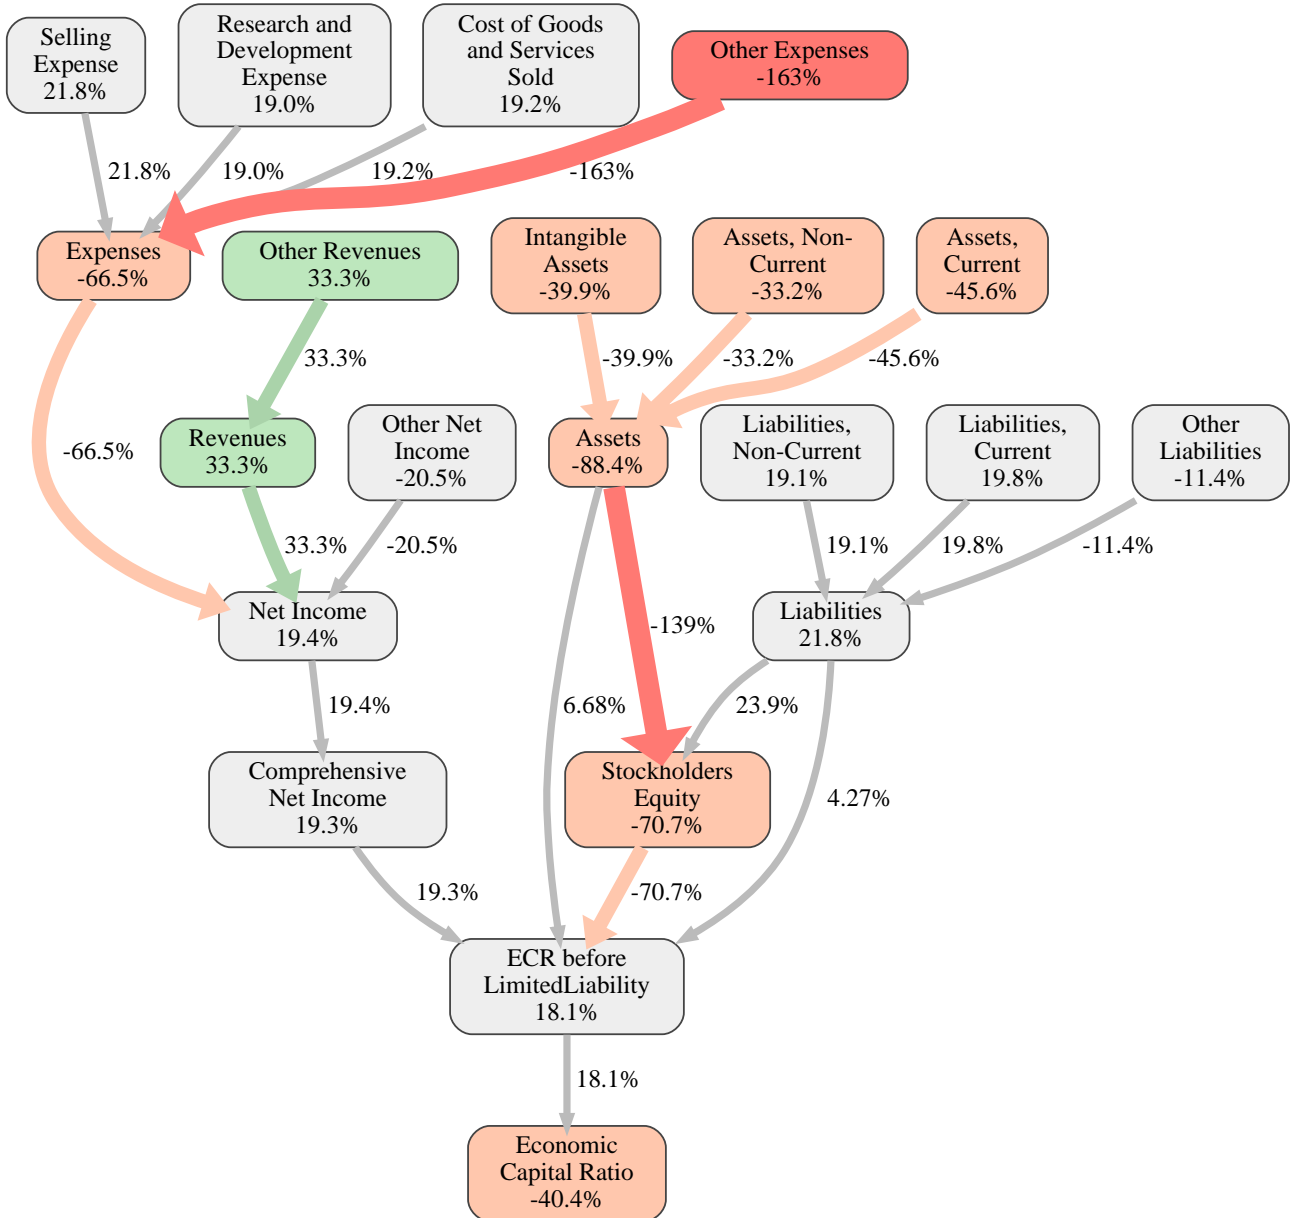 Selling
Expense
21.8%
Research and
Development
Expense
19.0%
Cost of Goods
and Services
Sold
19.2%
Other Expenses
-163%
21.8%
19.0%
19.2%
-163%
Expenses
-66.5%
Other Revenues
33.3%
Intangible
Assets
-39.9%
Assets, Non-
Current
-33.2%
Assets,
Current
-45.6%
33.3%
-39.9%
-33.2%
-45.6%
-66.5%
Revenues
33.3%
Other Net
Income
-20.5%
Assets
-88.4%
Liabilities,
Non-Current
19.1%
Liabilities,
Current
19.8%
Other
Liabilities
-11.4%
33.3%
-20.5%
19.1%
19.8%
-11.4%
Net Income
19.4%
-139%
Liabilities
21.8%
19.4%
6.68%
23.9%
Comprehensive
Net Income
19.3%
Stockholders
Equity
-70.7%
4.27%
19.3%
-70.7%
ECR before
LimitedLiability
18.1%
18.1%
Economic
Capital Ratio
-40.4%